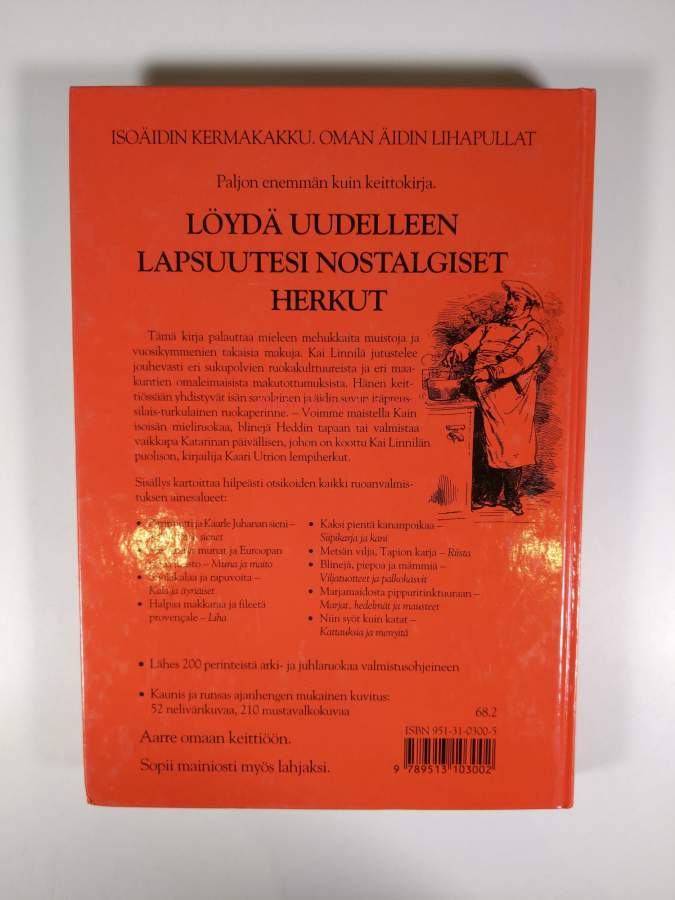 ISOÄIDIN KERMAKAKKU. OMAN ÄIDIN LIHAPULLAT
Paljon enemmän kuin keittokirja.
LÖYDÄ UUDELLEEN
LAPSUUTESI NOSTALGISET
HERKUT
Tämä kirja palauttaa mieleen mehukkaita muistoja ja
vuosikymmenien takaisia makuja. Kai Linnilä jutustelee
jouhevasti eri sukupolvien ruokakulttuureista ja eri maa-
kuntien omaleimaisista makutottumuksista. Hänen keit-
tiössään yhdistyvät isän savolainen ja äidin suvun
silais-turkulainen ruokaperinne. – Voimme maistella Kain
isoisän mieliruokaa, blinejä Heddin tapaan tai valmistaa
vaikkapa Katarinan päivällisen, johon on koottu Kai Linnilän
puolison, kirjailija Kaari Utrion lempiherkut.
Sisällys kartoittaa hilpeästi otsikoiden kaikki ruoanvalmis-
tuksen ainesalueet:
• ja Kaarle Juhanan sieni –
sienet
• munat ja Euroopan
– Muna ja maito
• ja rapuvoita –
Kala ja äyriäiset
• Halpaa makkaraa ja fileetä
provençale – Liha
• Kaksi pientä kananpoikaa –
Siipikarja ja kani
• Metsän vilja, Tapion karja – Riista
• Blinejä, piepoa ja mämmiä –
Viljatuotteet ja palkokasvit
• Marjamaidosta pippuritinktuuraan –
Marjat, hedelmät ja mausteet
• Niin syöt kuin katat –
Kattauksia ja menyitä
• Lähes 200 perinteistä arki- ja juhlaruokaa valmistusohjeineen
• Kaunis ja runsas ajanhengen mukainen kuvitus:
52 nelivärikuvaa, 210 mustavalkokuvaa
68.2
Aarre omaan keittiöön.
Sopii mainiosti myös lahjaksi.
ISBN 951-31-0300-5
9 789513 103002